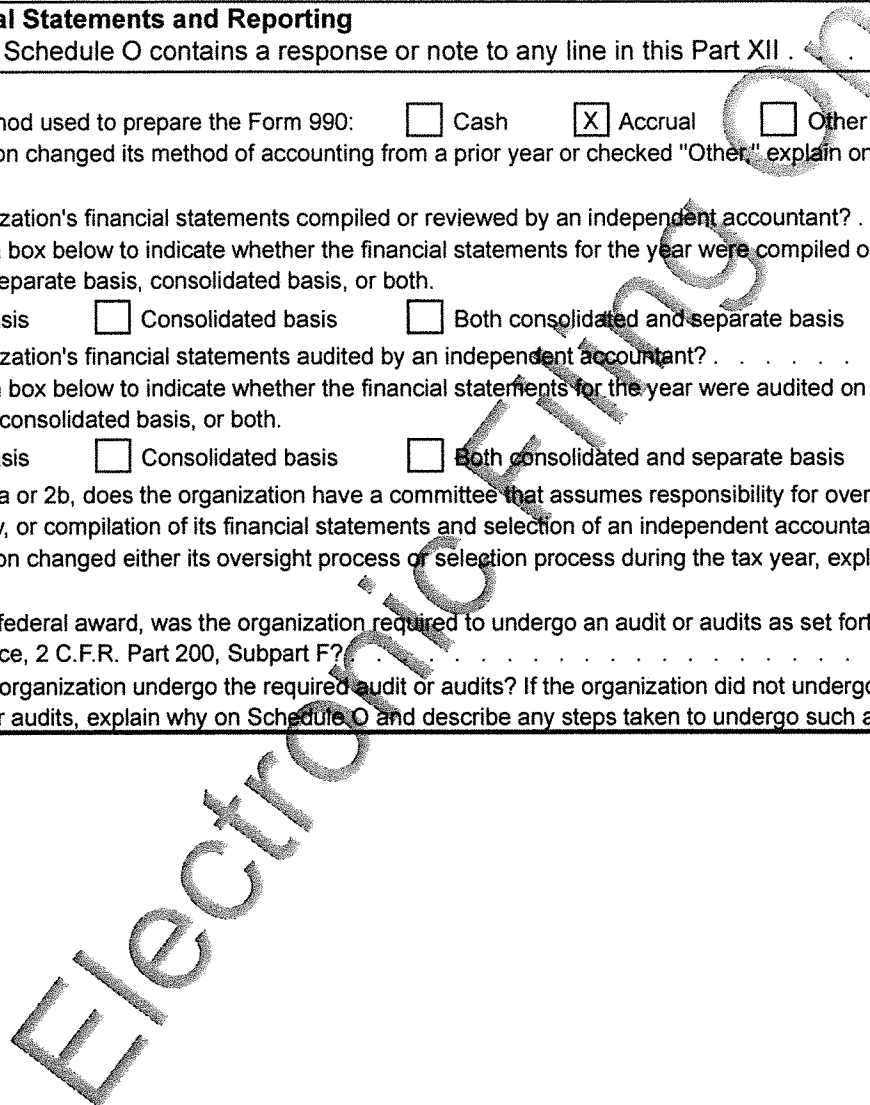 al Statements and Reporting
Schedule O contains a response or note to any line in this Part XII . .
nod used to prepare the Form 990: Cash X Accrual Other
on changed its method of accounting from a prior year or checked "Other," explain on
zation's financial statements compiled or reviewed by an independent accountant? .
box below to indicate whether the financial statements for the year were compiled o
eparate basis, consolidated basis, or both.
sis Consolidated basis Both consolidated and separate basis
zation's financial statements audited by an independent accountant? . . . . . .
box below to indicate whether the financial statements for the year were audited on
consolidated basis, or both.
sis Consolidated basis Both consolidated and separate basis
a or 2b, does the organization have a committee that assumes responsibility for over
, or compilation of its financial statements and selection of an independent accounta
on changed either its oversight process or selection process during the tax year, expl
federal award, was the organization required to undergo an audit or audits as set fort
ce, 2 C.F.R. Part 200, Subpart F? . . . . . . . . . . . . . . . . . .
organization undergo the required audit or audits? If the organization did not undergo
r audits, explain why on Schedule O and describe any steps taken to undergo such a
Electronic Filing On